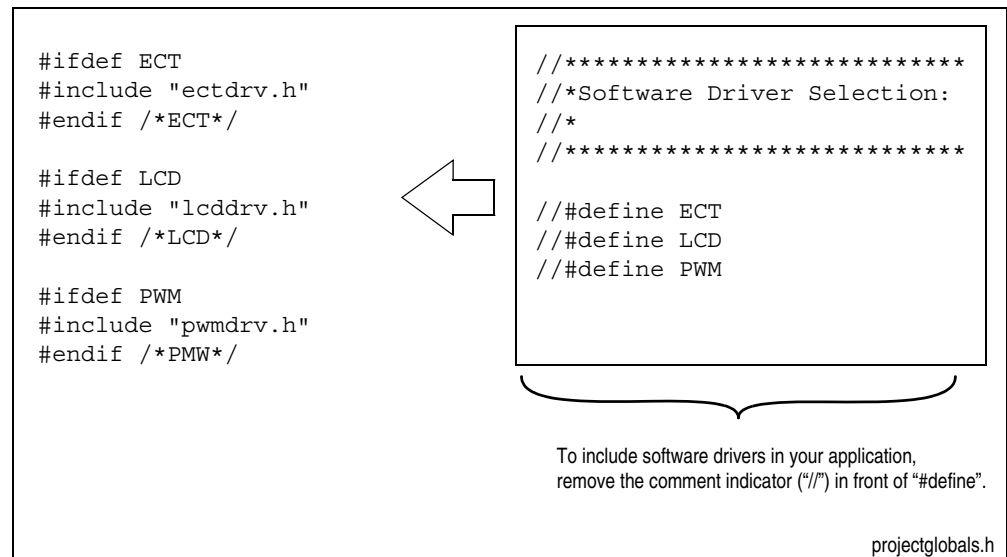 #ifdef ECT
#include "ectdrv.h"
#endif /*ECT*/
#ifdef LCD
#include "lcddrv.h"
#endif /*LCD*/
#ifdef PWM
#include "pwmdrv.h"
#endif /*PMW*/
//****************************
//*Software Driver Selection:
//*
//****************************
//#define ECT
//#define LCD
//#define PWM
To include software drivers in your application,
remove the comment indicator (“//”) in front of “#define”.
projectglobals.h